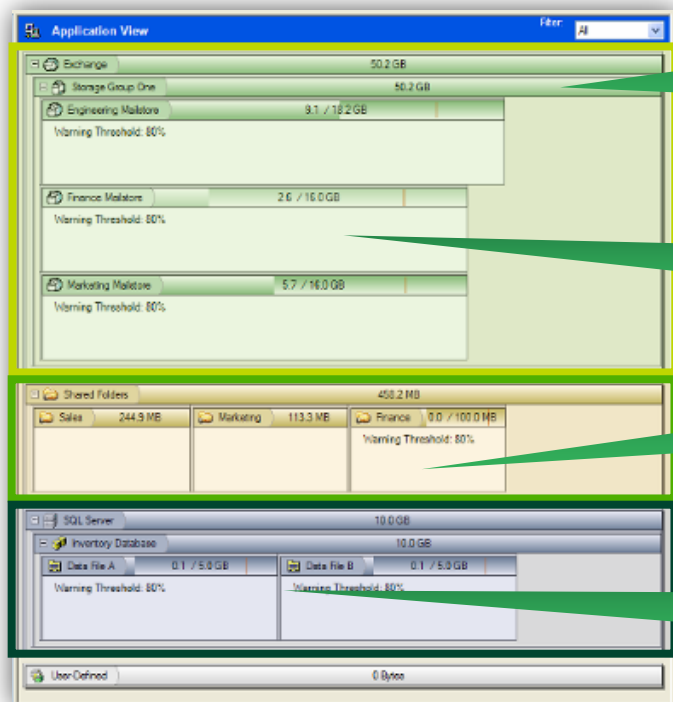 Application View
Filter:
All
Exchange 50.2 GB
Storage Group One 50.2 GB
Engineering Mailstore 9.1 / 18.2 GB
Warning Threshold: 80%
Finance Mailstore 2.6 / 16.0 GB
Warning Threshold: 80%
Marketing Mailstore 5.7 / 16.0 GB
Warning Threshold: 80%
Shared Folders 458.2 MB
Sales 244.9 MB Marketing 113.3 MB Finance 0.0 / 100.0 MB
Warning Threshold: 80%
SQL Server 10.0 GB
Inventory Database 10.0 GB
Data File A 0.1 / 5.0 GB Data File B 0.1 / 5.0 GB
Warning Threshold: 80% Warning Threshold: 80%
User Defined 0 Bytes